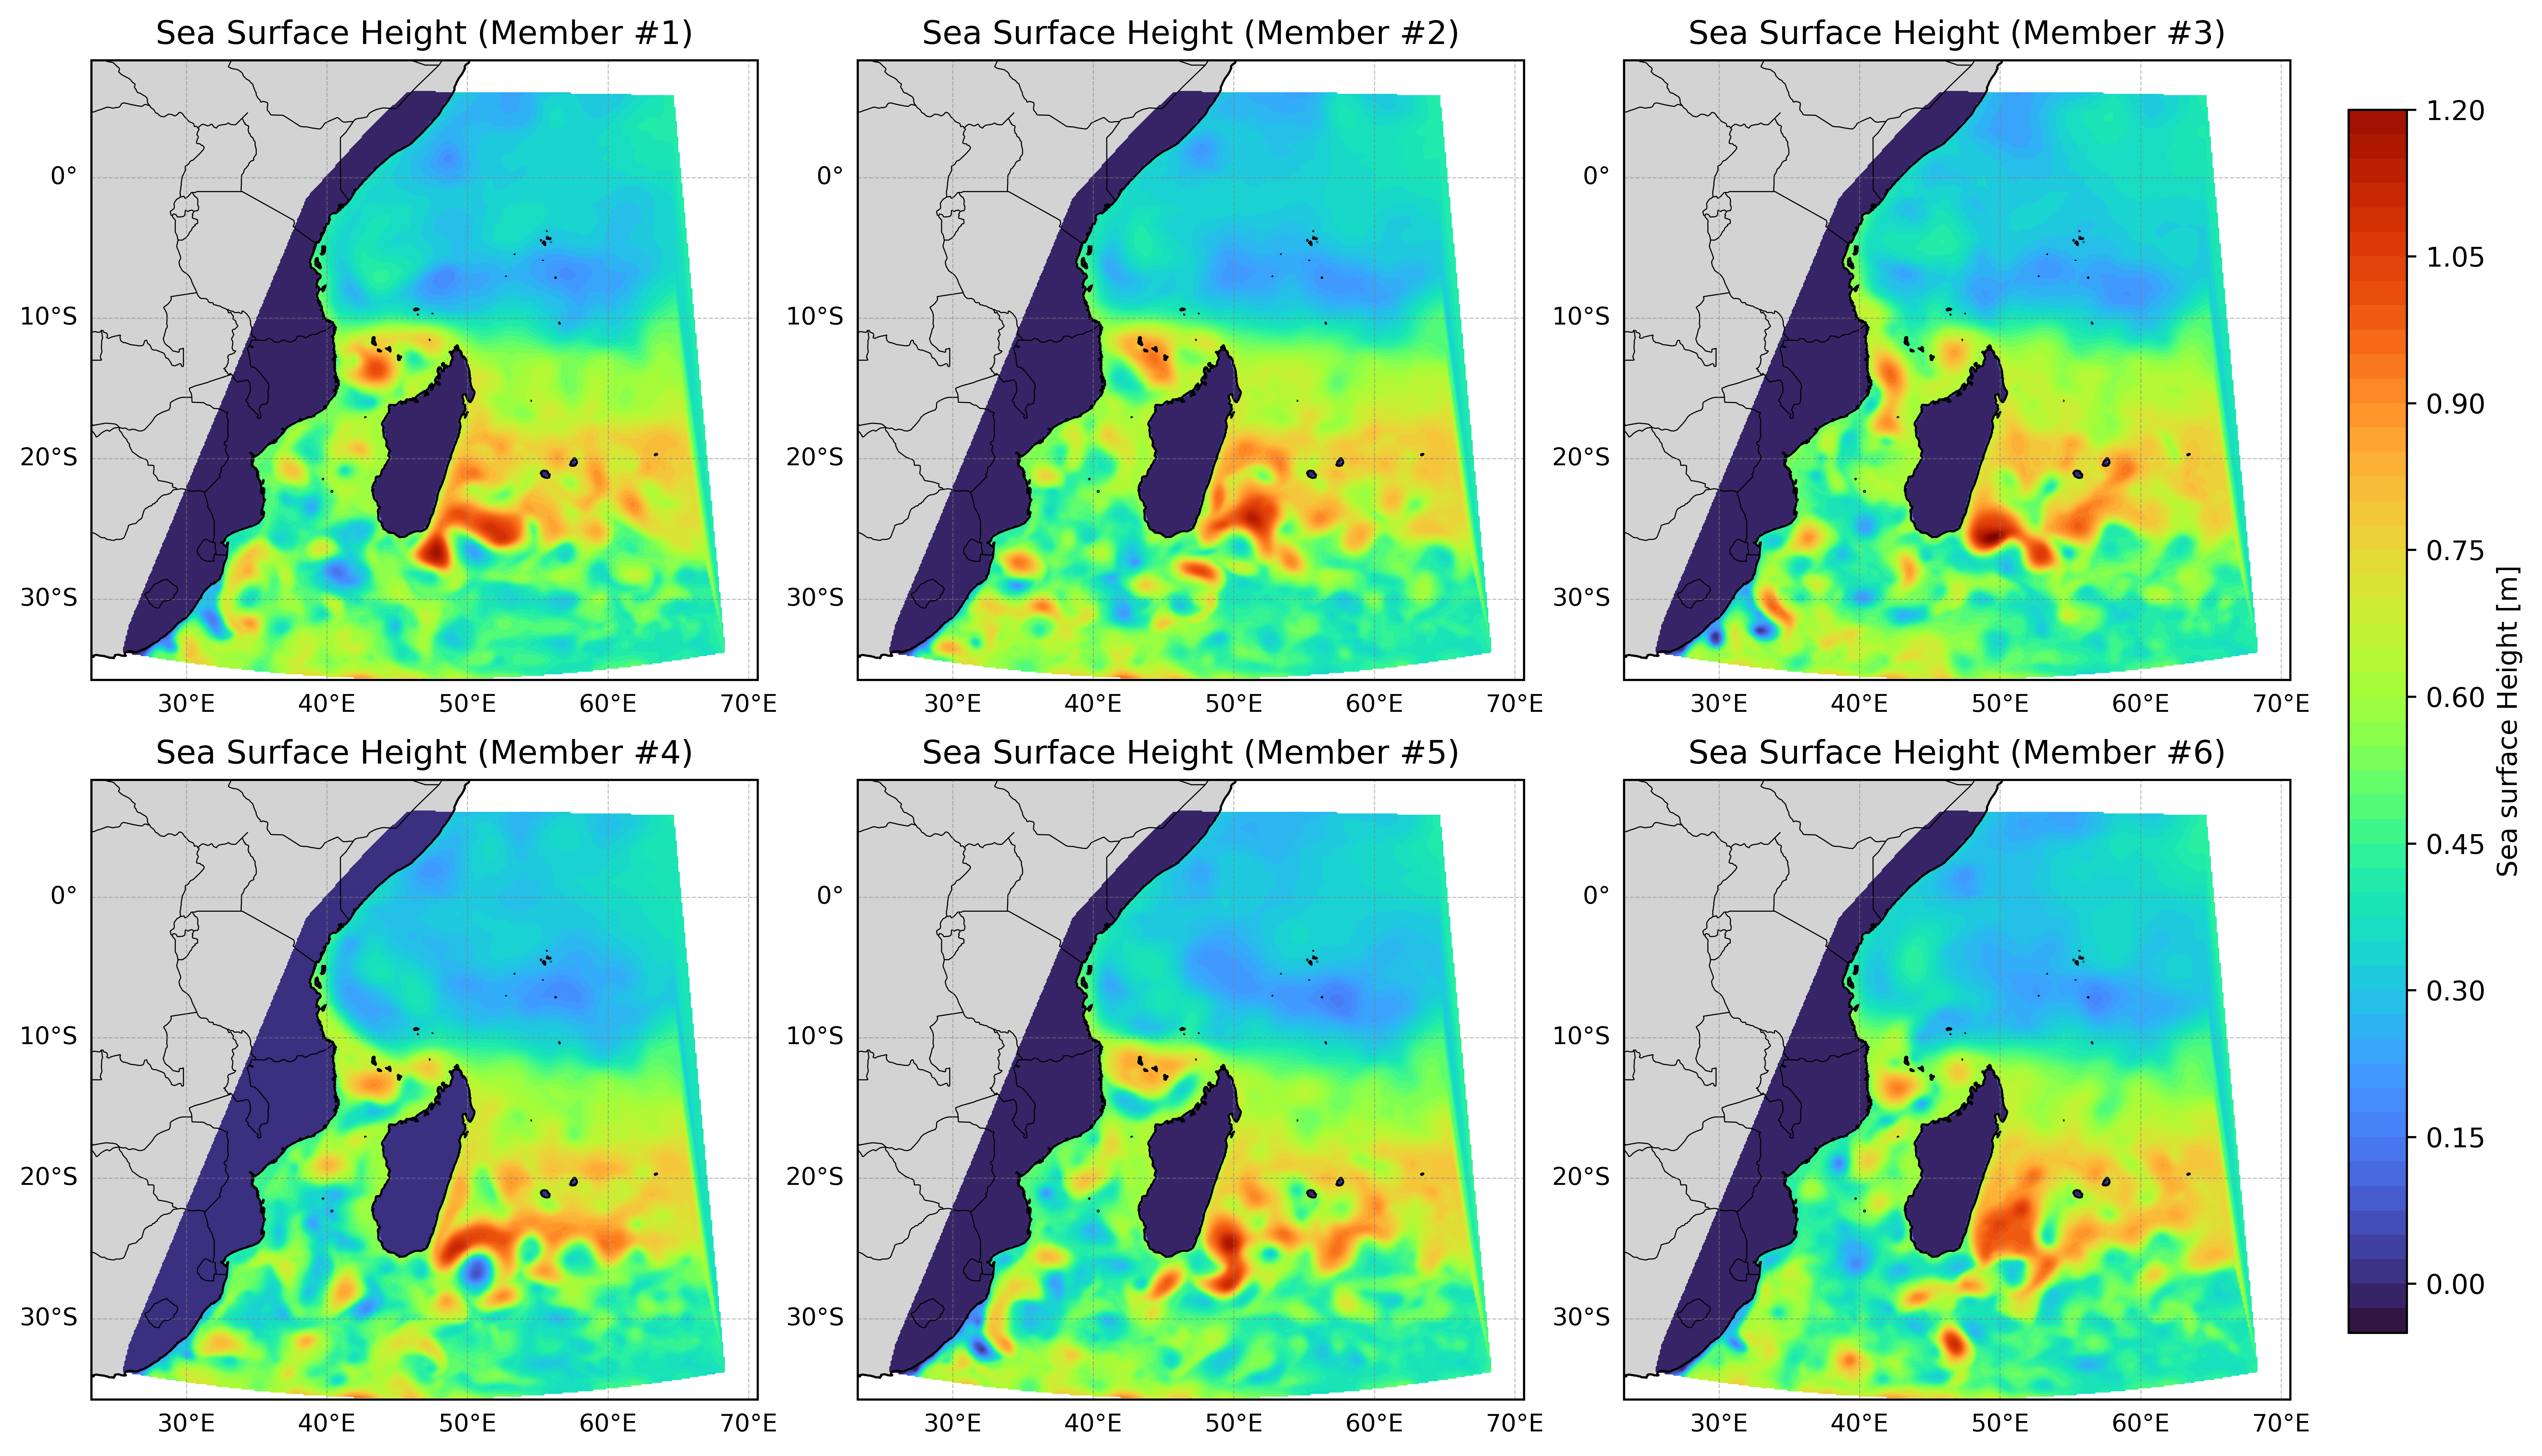 Sea Surface Height (Member #1)
Sea Surface Height (Member #2)
Sea Surface Height (Member #3)
0°
10°S
20°S
30°S
30°E 40°E 50°E 60°E 70°E
0°
10°S
20°S
30°S
30°E 40°E 50°E 60°E 70°E
0°
10°S
20°S
30°S
30°E 40°E 50°E 60°E 70°E
Sea Surface Height (Member #4)
Sea Surface Height (Member #5)
Sea Surface Height (Member #6)
0°
10°S
20°S
30°S
30°E 40°E 50°E 60°E 70°E
0°
10°S
20°S
30°S
30°E 40°E 50°E 60°E 70°E
0°
10°S
20°S
30°S
30°E 40°E 50°E 60°E 70°E
1.20
1.05
0.90
0.75
0.60
0.45
0.30
0.15
0.00
Sea surface Height [m]